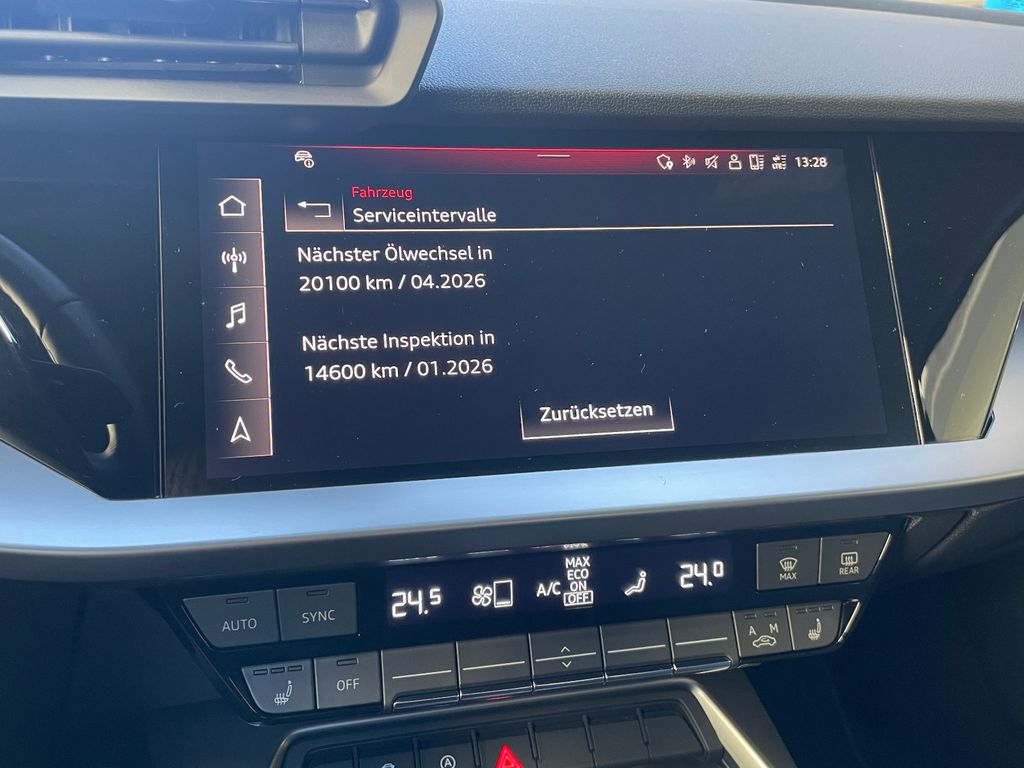 13:28
Fahrzeug
Serviceintervalle
Nächster Ölwechsel in
20100 km / 04.2026
Nächste Inspektion in
14600 km / 01.2026
Zurücksetzen
24.5
A/C
MAX
ECO
ON
OFF
24.0
MAX
REAR
AUTO
SYNC
A M
OFF